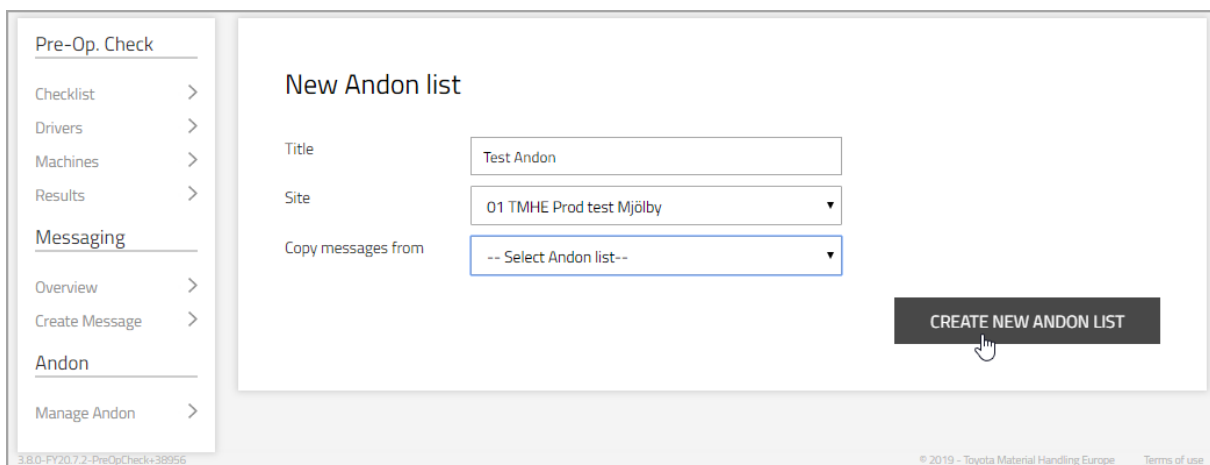 Pre-Op. Check
Checklist
Drivers
Machines
Results
Messaging
Overview
Create Message
Andon
Manage Andon
3.8.0-FY20.7.2-PreOpCheck+38956
New Andon list
Title
Test Andon
Site
01 TMHE Prod test Mjölby
Copy messages from
-- Select Andon list--
CREATE NEW ANDON LIST
© 2019 - Toyota Material Handling Europe
Terms of use